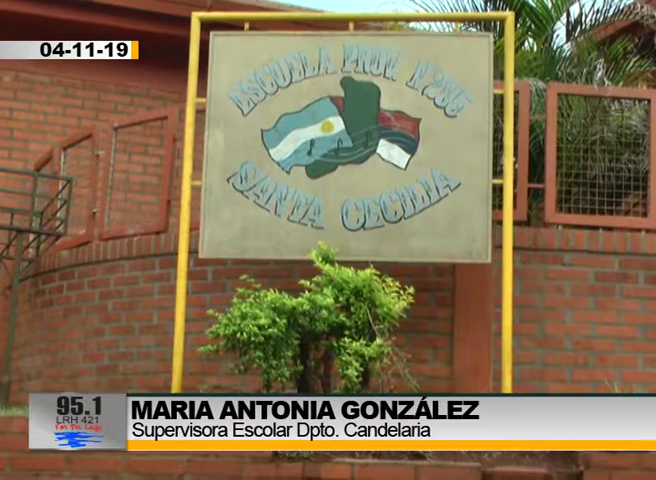 04-11-19
ESCUELA PROV. N°285
SANTA CECILIA
95.1
LRH 421
MARIA ANTONIA GONZÁLEZ
Supervisora Escolar Dpto. Candelaria